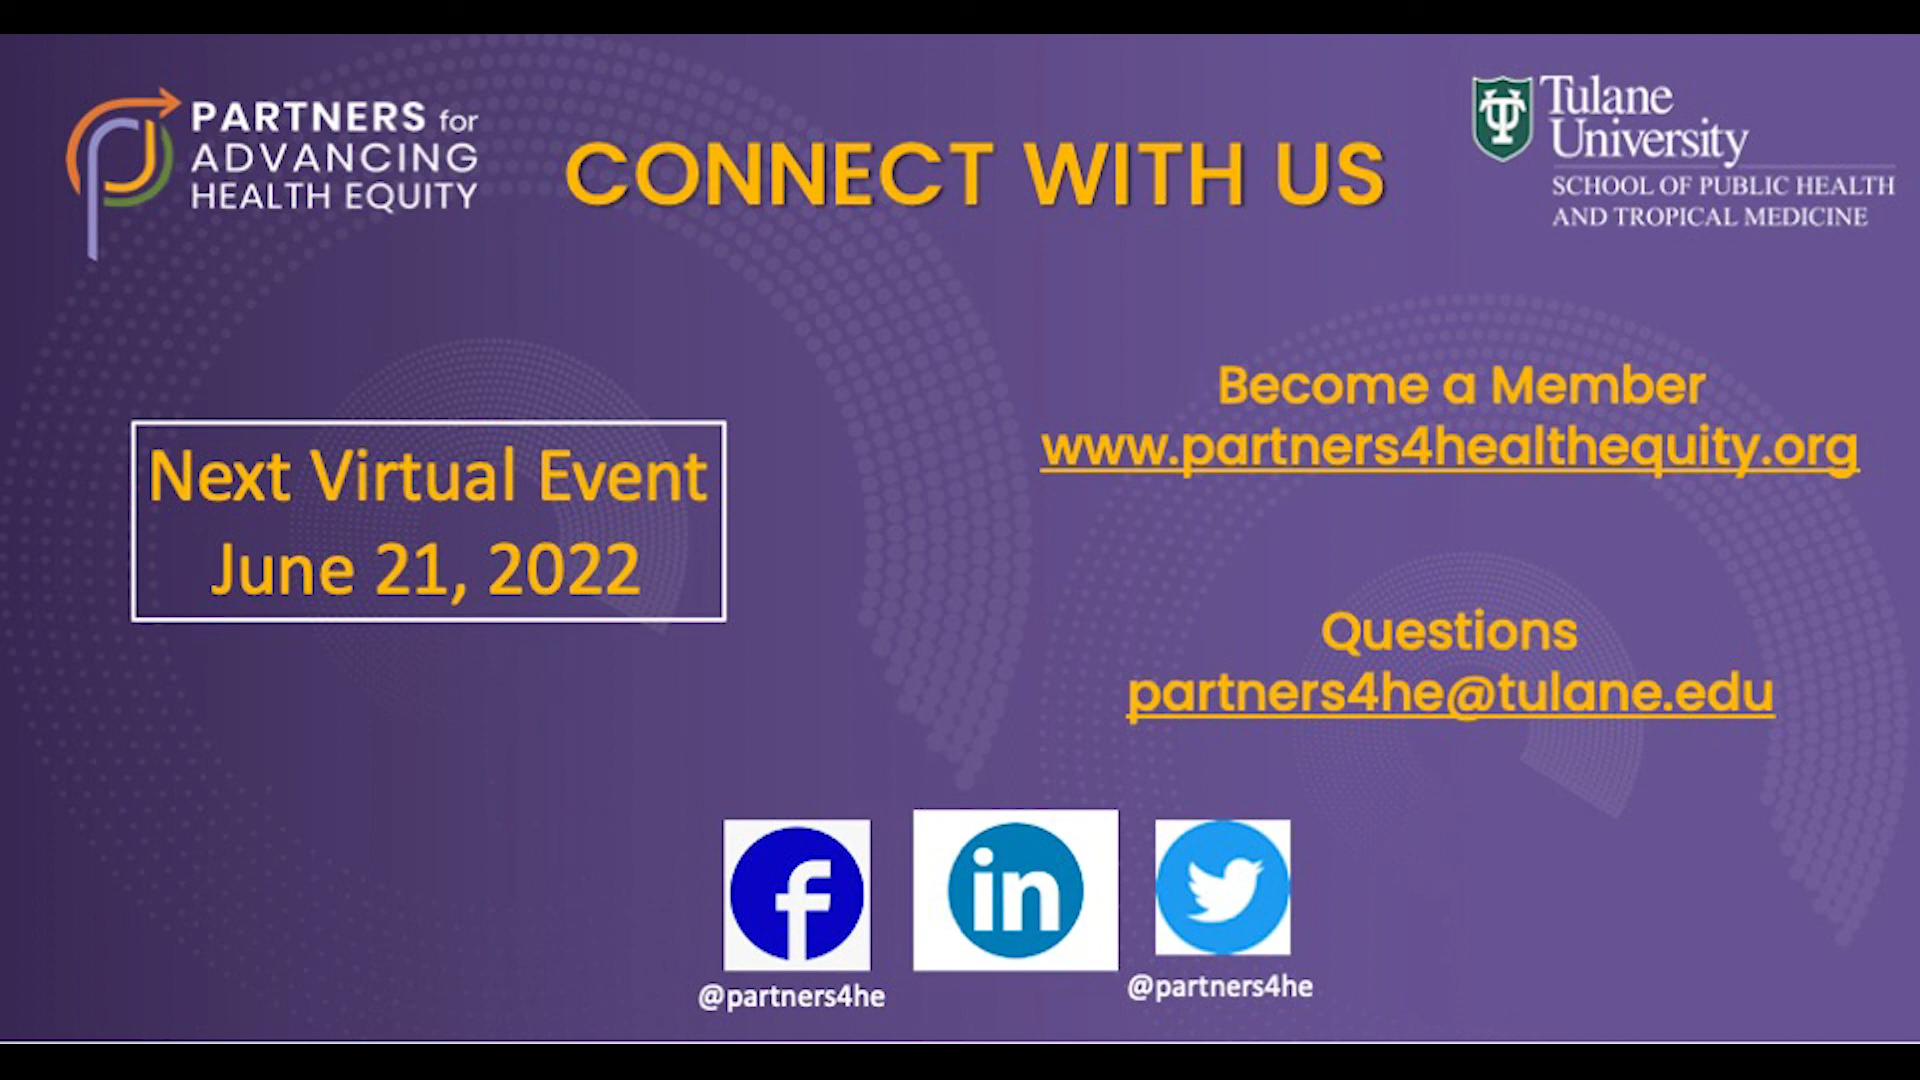 PARTNERS for
ADVANCING
HEALTH EQUITY
CONNECT WITH US
Tulane
University
SCHOOL OF PUBLIC HEALTH
AND TROPICAL MEDICINE
Next Virtual Event
June 21, 2022
Become a Member
www.partners4healthequity.org
Questions
partners4he@tulane.edu
f
in
@partners4he
@partners4he